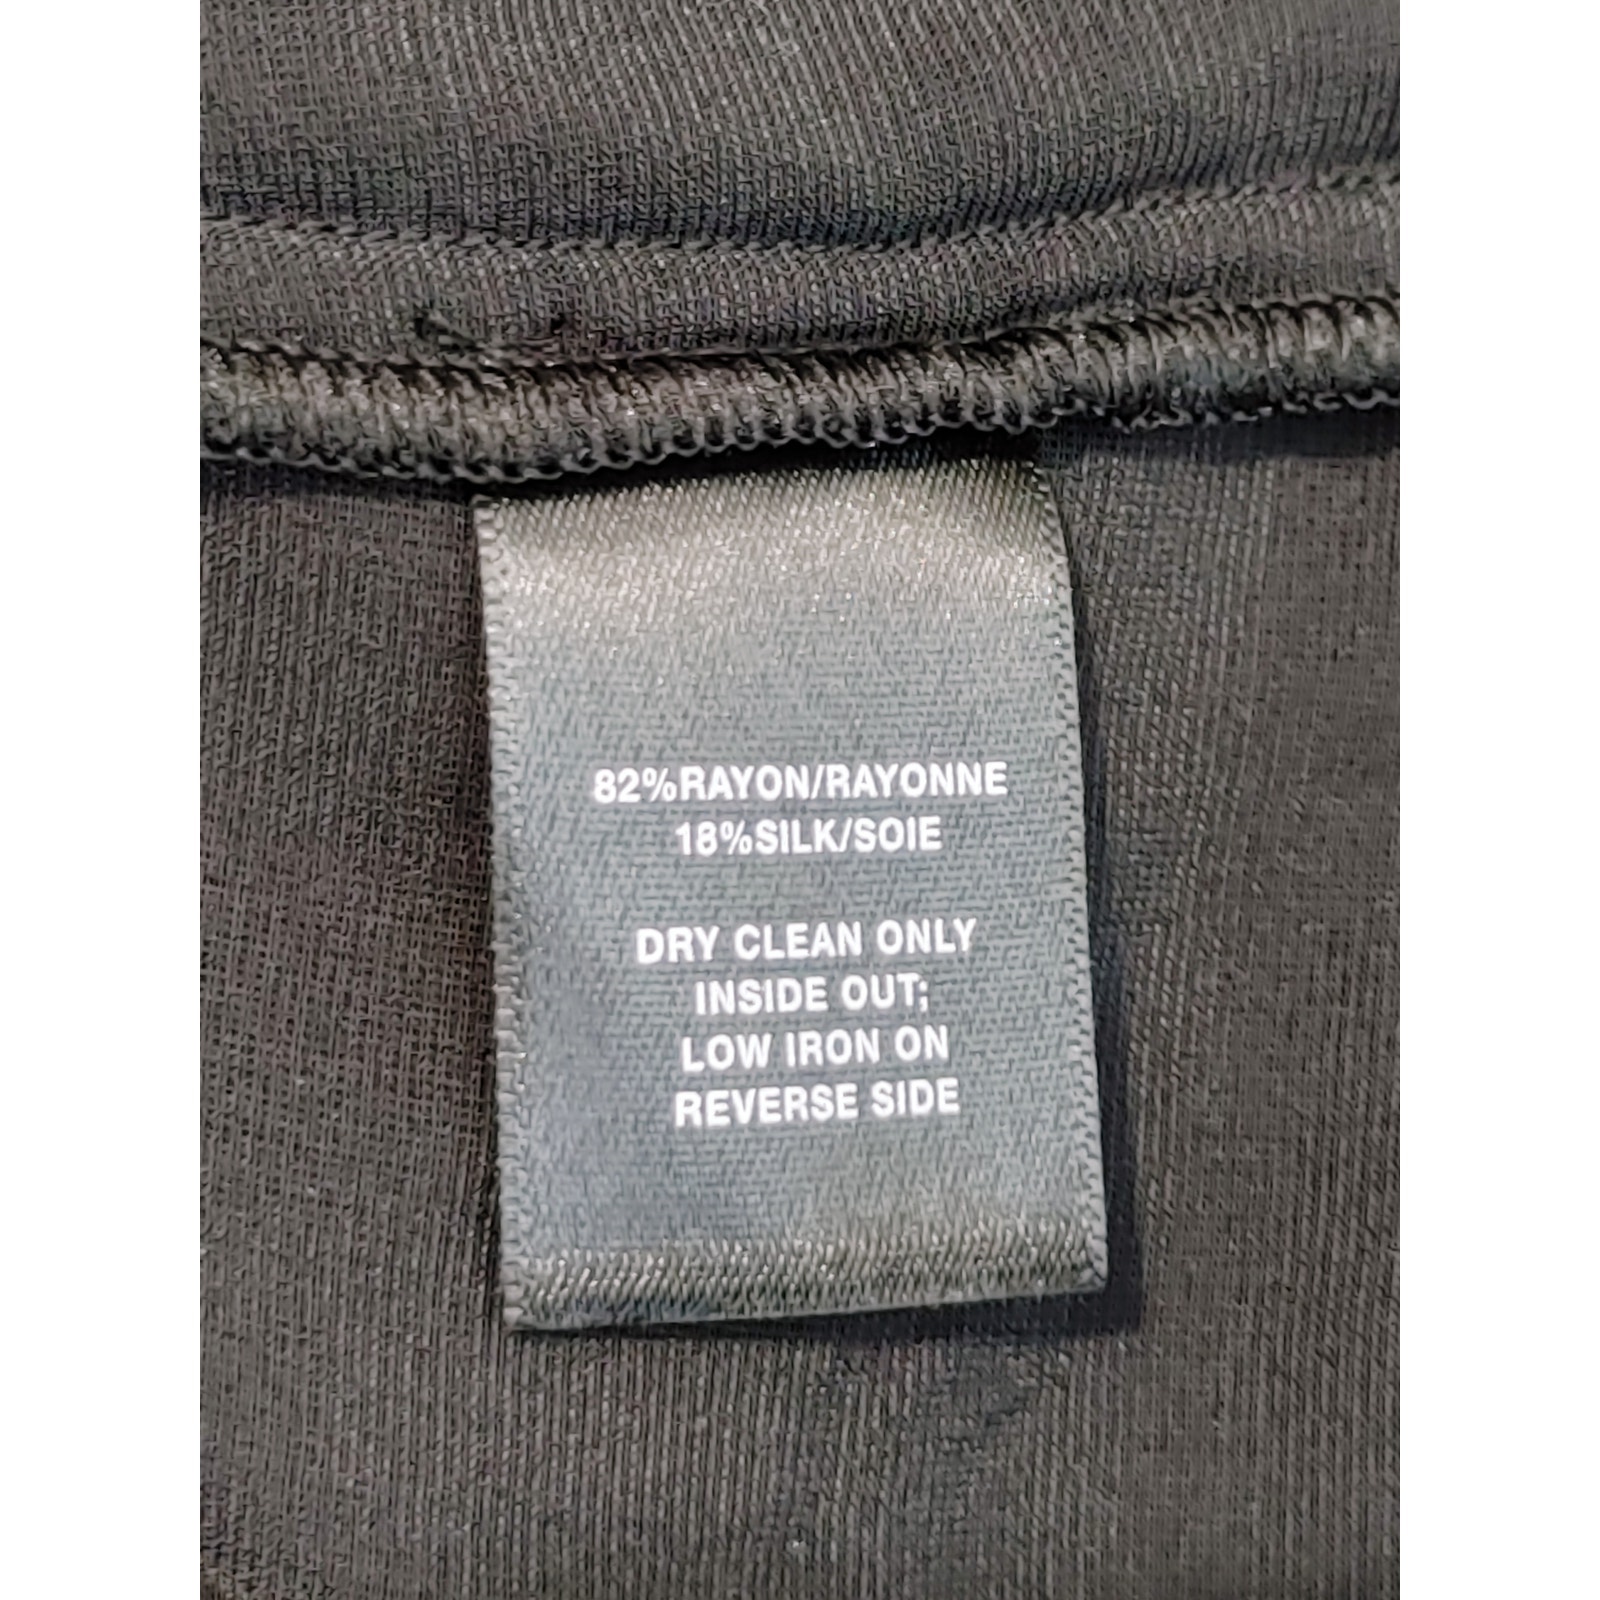 82%RAYON/RAYONNE
18%SILK/SOIE
DRY CLEAN ONLY
INSIDE OUT;
LOW IRON ON
REVERSE SIDE